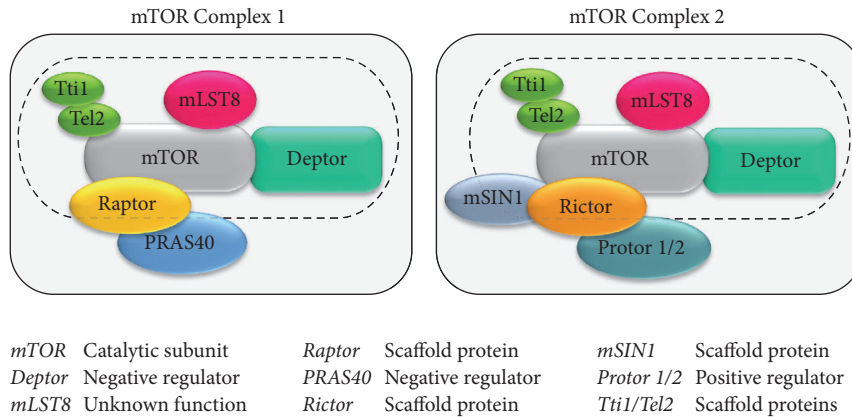 mTOR Complex 1
mTOR Complex 2
Tti1
Tel2
mLST8
mTOR
Deptor
Raptor
PRAS40
Tti1
Tel2
mLST8
mTOR
Deptor
mSIN1
Rictor
Protor 1/2
mTOR Catalytic subunit
Raptor Scaffold protein
mSIN1 Scaffold protein
Deptor Negative regulator
PRAS40 Negative regulator
Protor 1/2 Positive regulator
mLST8 Unknown function
Rictor Scaffold protein
Tti1/Tel2 Scaffold proteins